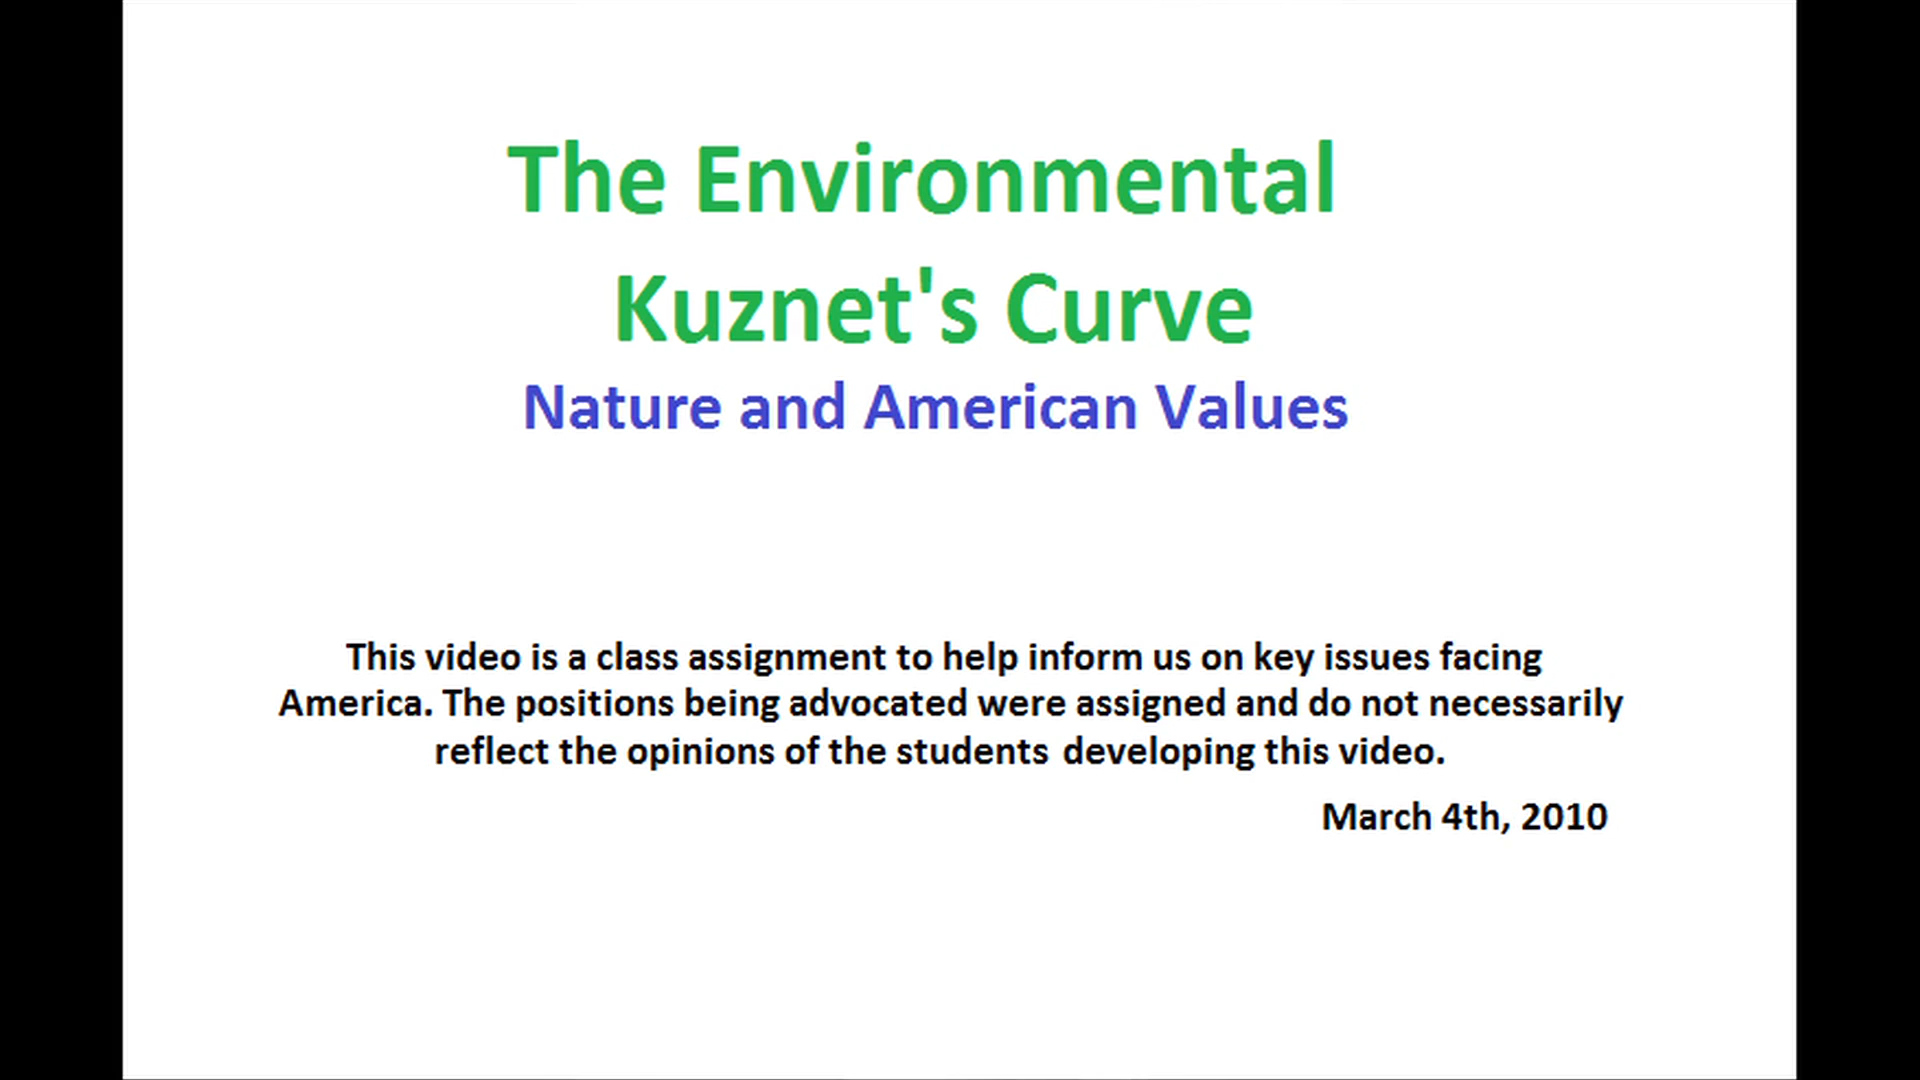 The Environmental
Kuznet's Curve
Nature and American Values
This video is a class assignment to help inform us on key issues facing
America. The positions being advocated were assigned and do not necessarily
reflect the opinions of the students developing this video.
March 4th, 2010